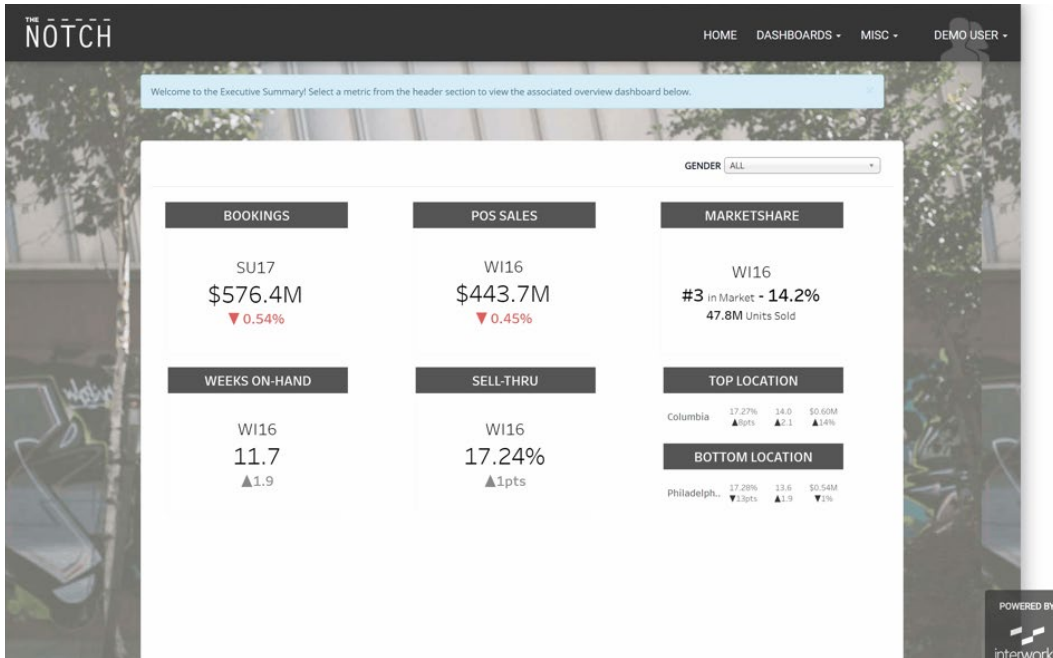 THE
NOTCH
HOME DASHBOARDS MISC DEMO USER
Welcome to the Executive Summary! Select a metric from the header section to view the associated overview dashboard below.
GENDER ALL
BOOKINGS POS SALES MARKETSHARE
SU17 WI16 WI16
$576.4M $443.7M #3 in Market - 14.2%
▼ 0.54% ▼ 0.45% 47.8M Units Sold
WEEKS ON-HAND SELL-THRU TOP LOCATION
Columbia 17.27% 14.0 $0.60M
▲8pts ▲2.1 ▲14%
WI16 WI16
11.7 17.24%
▲1.9 ▲1pts
BOTTOM LOCATION
Philadelph.. 17.28% 13.6 $0.54M
▼13pts ▲1.9 ▼1%
POWERED BY
interwork